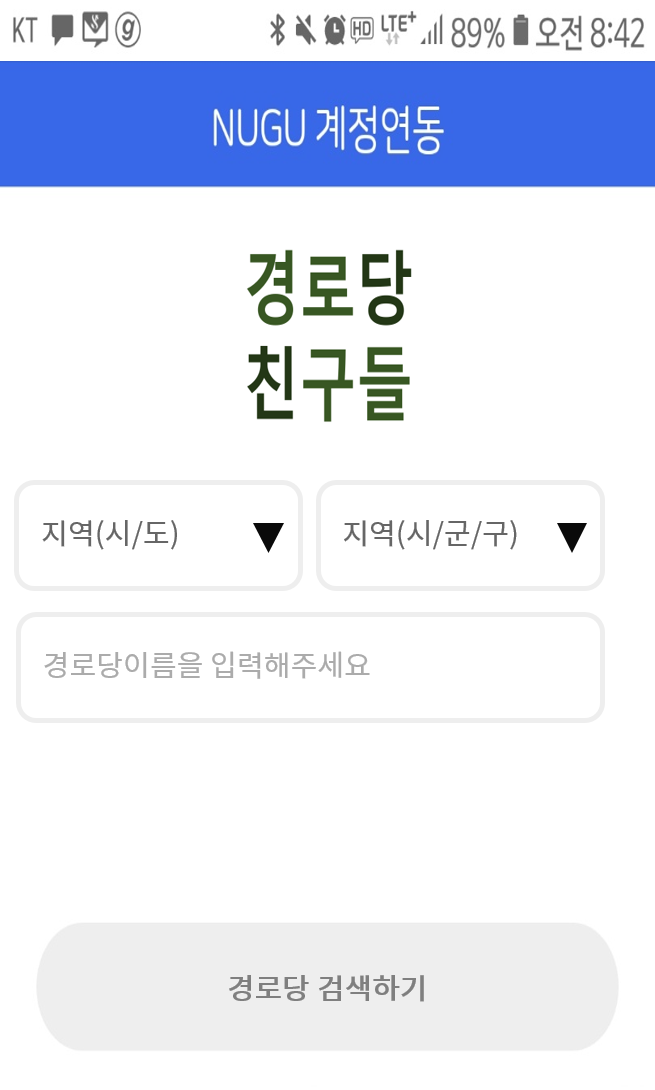 KT HD LTE+ 89% 오전 8:42
NUGU 계정연동
경로당
친구들
지역(시/도) 지역(시/군/구)
경로당이름을 입력해주세요
경로당 검색하기